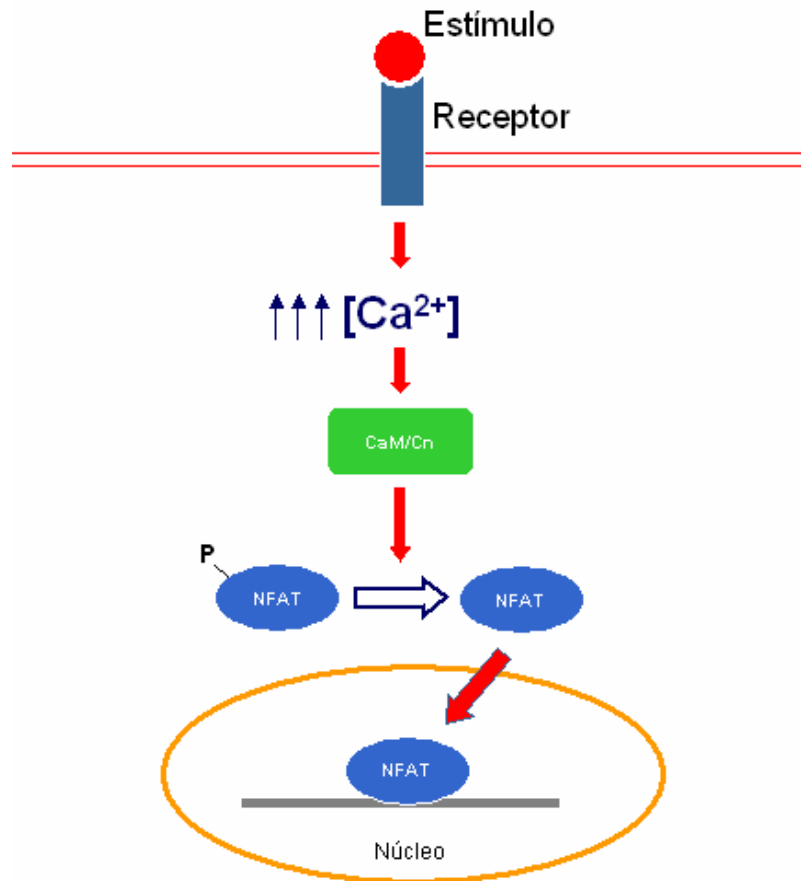 Estímulo
Receptor
↑↑↑ [Ca²⁺]
CaM/Cn
P
NFAT
NFAT
NFAT
Núcleo